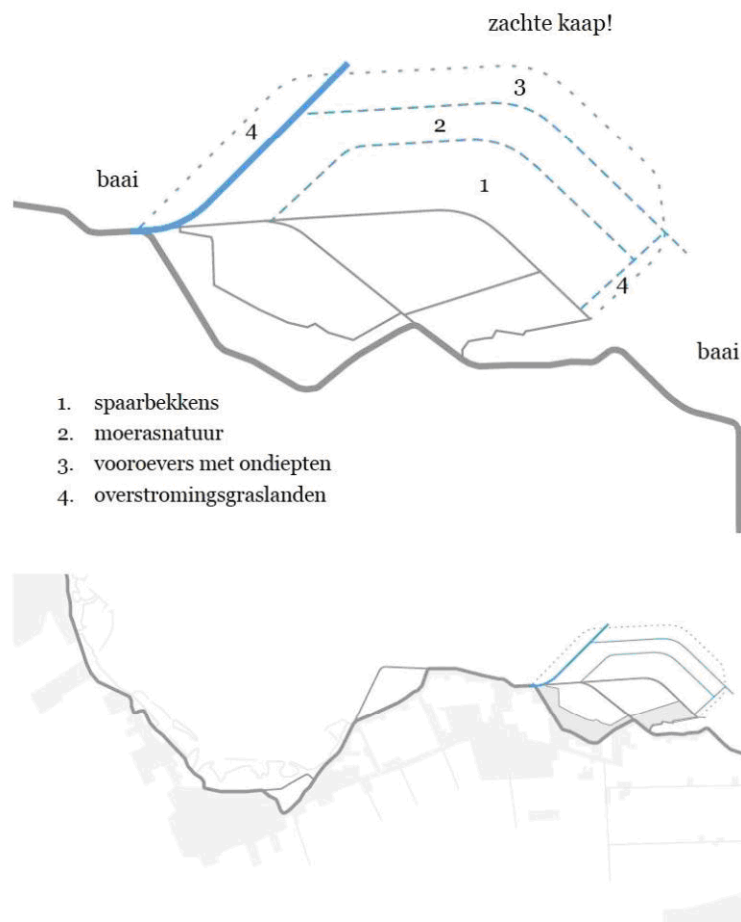 zachte kaap!
3
4
2
baai
1
4
baai
1. spaarbekkens
2. moerasnatuur
3. vooroevers met ondiepten
4. overstromingsgraslanden